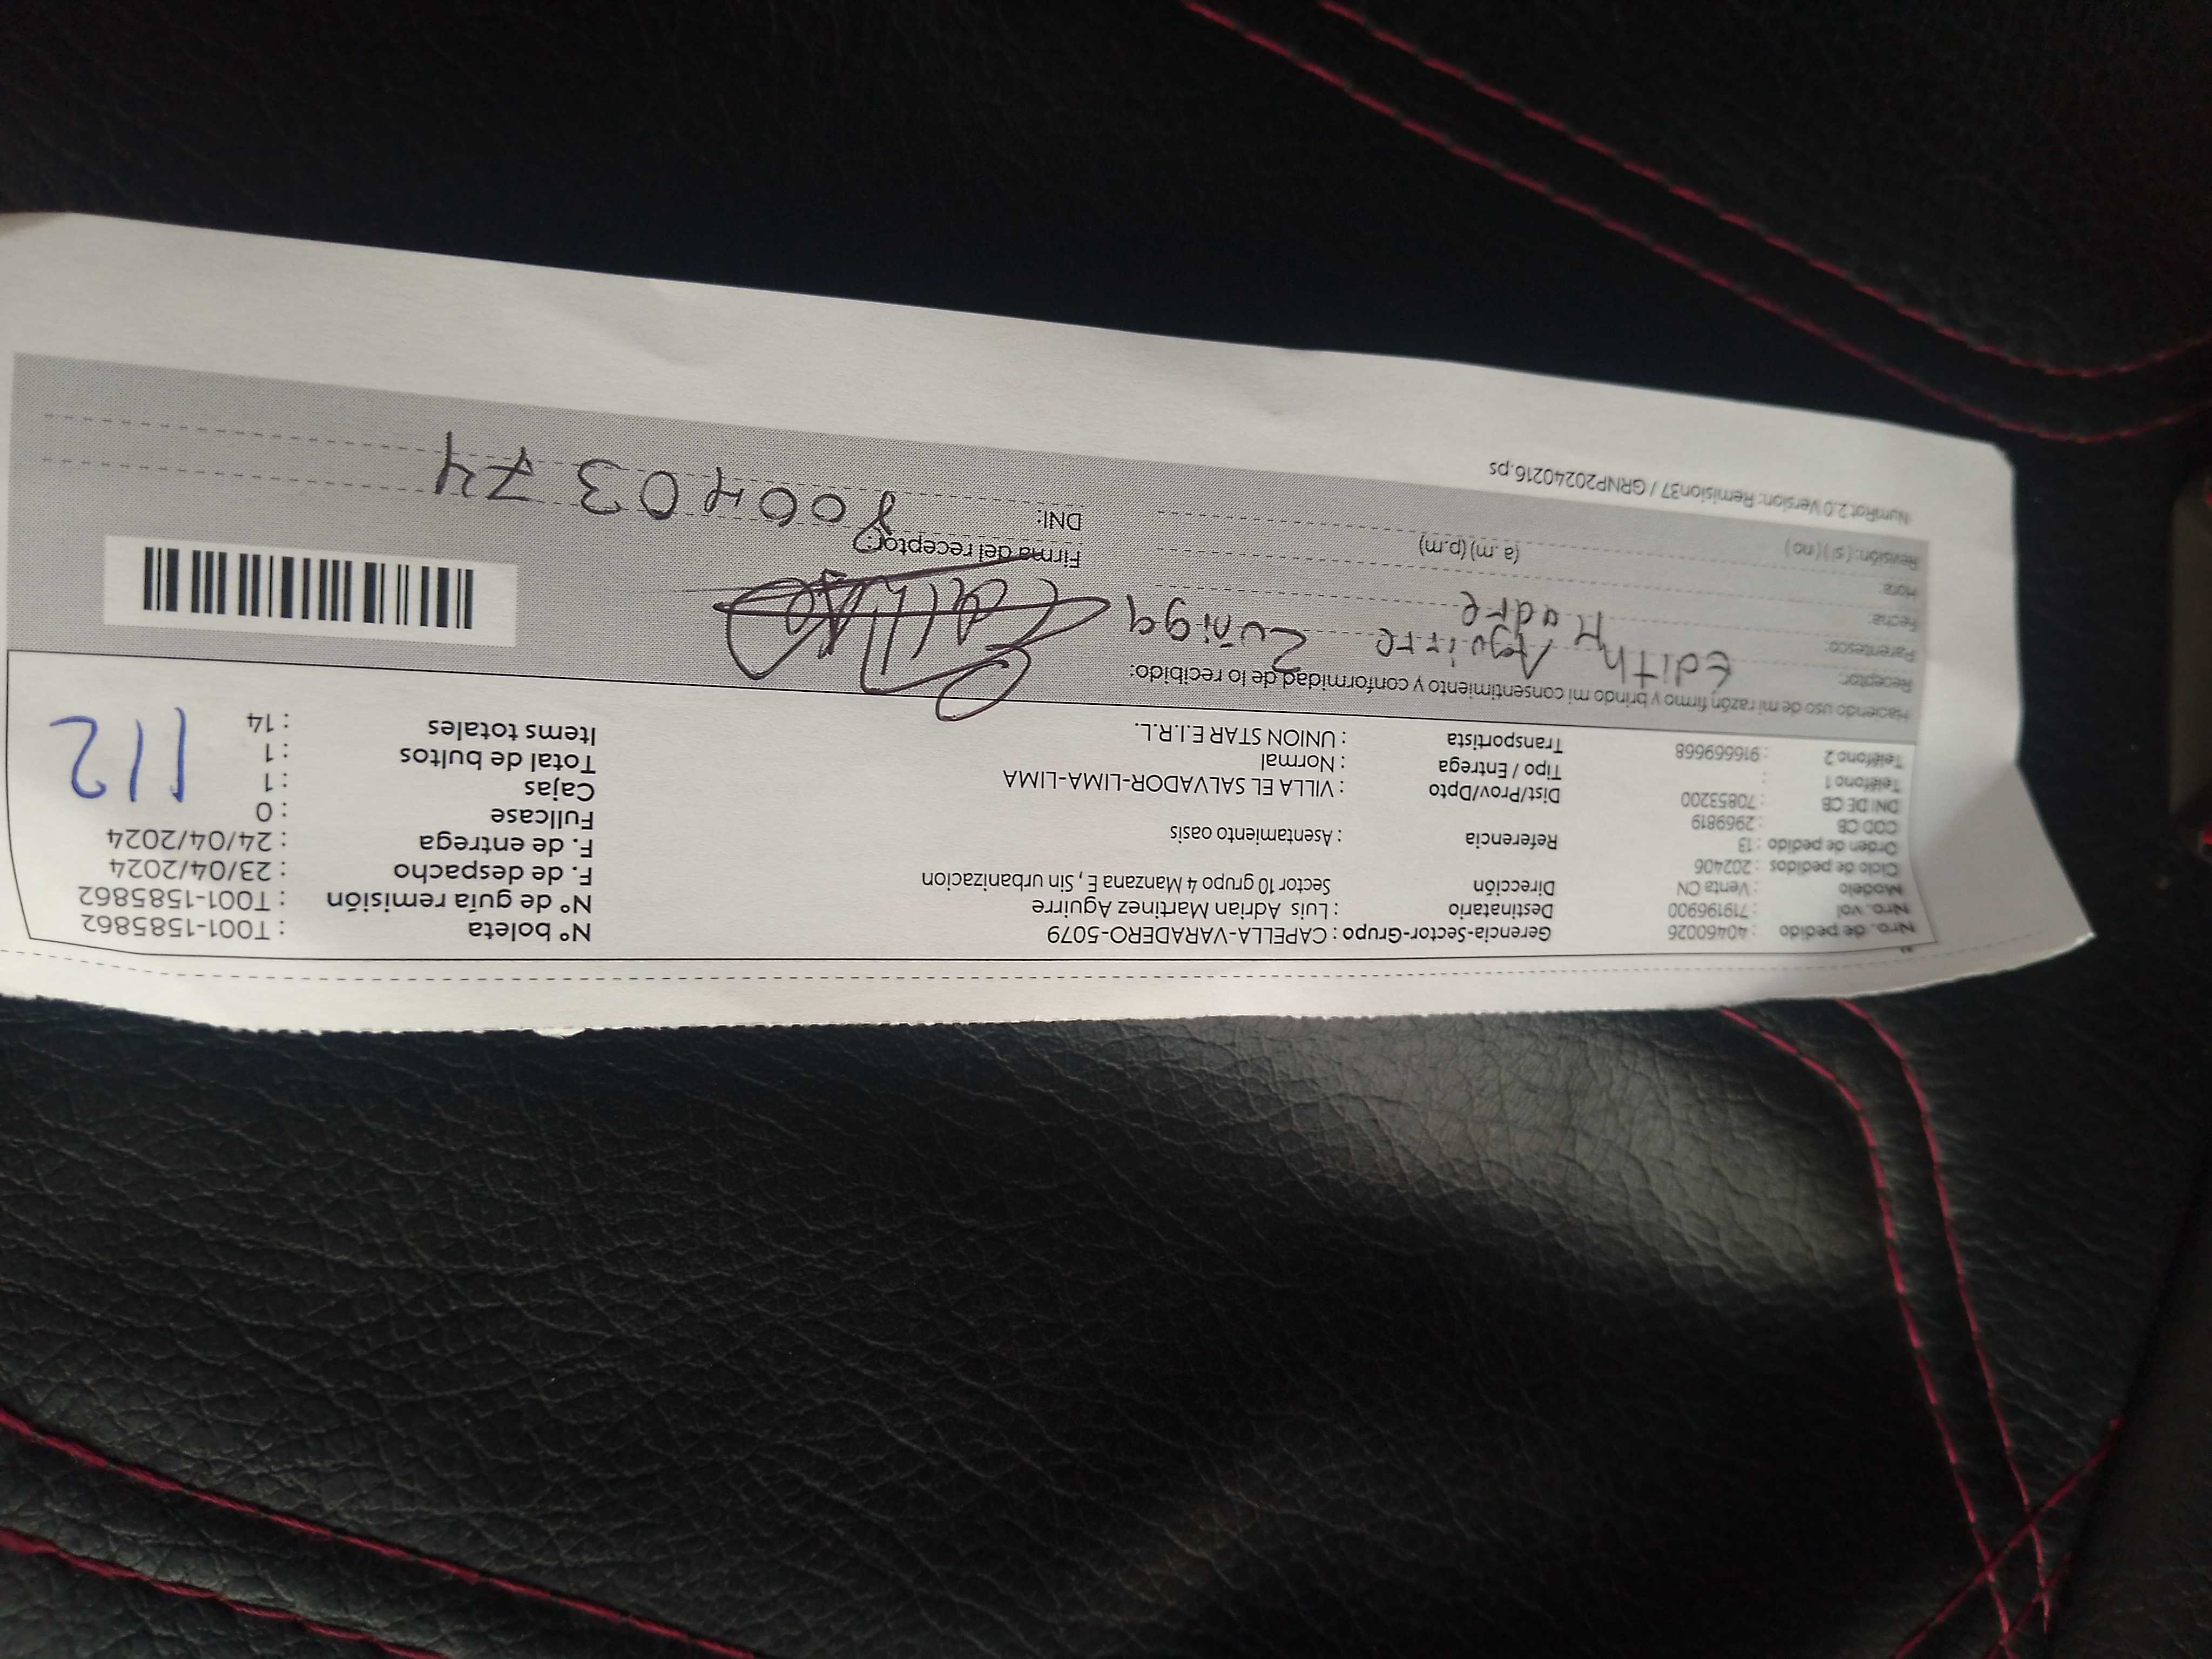 Nro. de pedido : 40460026
Nro. vol : 719196900
Modelo : Venta CN
Ciclo de pedidos : 202406
Orden de pedido : 13
COD CB : 2969819
DNI DE CB : 70853200
Teléfono 1 :
Teléfono 2 : 916669668
Gerencia-Sector-Grupo : CAPELLA-VARADERO-5079
Destinatario : Luis Adrian Martinez Aguirre
Dirección Sector 10 grupo 4 Manzana E , Sin urbanizacion
Referencia : Asentamiento oasis
Dist/Prov/Dpto : VILLA EL SALVADOR-LIMA-LIMA
Tipo / Entrega : Normal
Transportista : UNION STAR E.I.R.L.
N° boleta : T001-1585862
N° de guía remisión : T001-1585862
F. de despacho : 23/04/2024
F. de entrega : 24/04/2024
Fullcase : 0
Cajas : 1
Total de bultos : 1
Items totales : 14
112
Haciendo uso de mi razón firmo y brindo mi consentimiento y conformidad de lo recibido:
Receptor: Edith Aguirre Zuñiga
Parentesco: Madre
Fecha:
Hora: (a.m) (p.m)
Revisión: ( si ) ( no )
Firma del receptor:
DNI: 80040374
NumRot 2.0 Version: Remision37 / GRNP20240216.ps